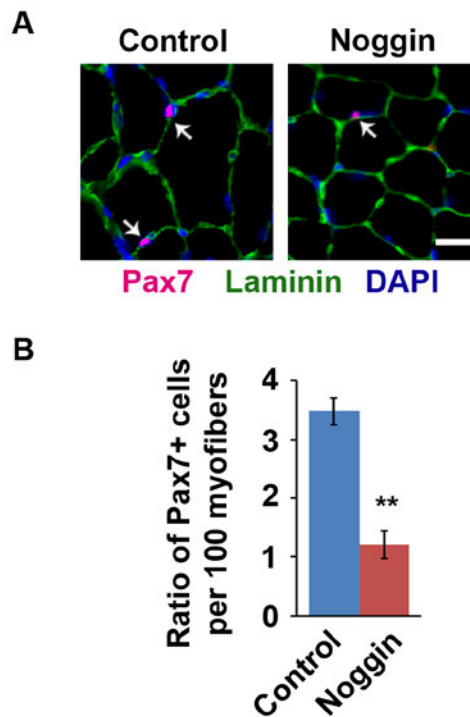 A
Control Noggin
Pax7 Laminin DAPI
B
Ratio of Pax7+ cells
per 100 myofibers
4
3
2
1
0
**
Control
Noggin